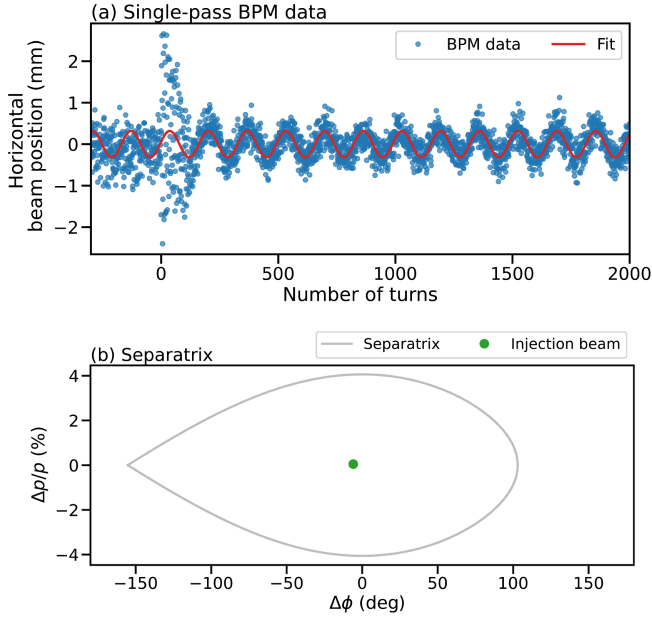 (a) Single-pass BPM data
BPM data
Fit
Horizontal
beam position (mm)
2
1
0
−1
−2
0
500
1000
1500
2000
Number of turns
Separatrix
Injection beam
(b) Separatrix
Δp/p (%)
4
2
0
−2
−4
−150
−100
−50
0
50
100
150
Δϕ (deg)